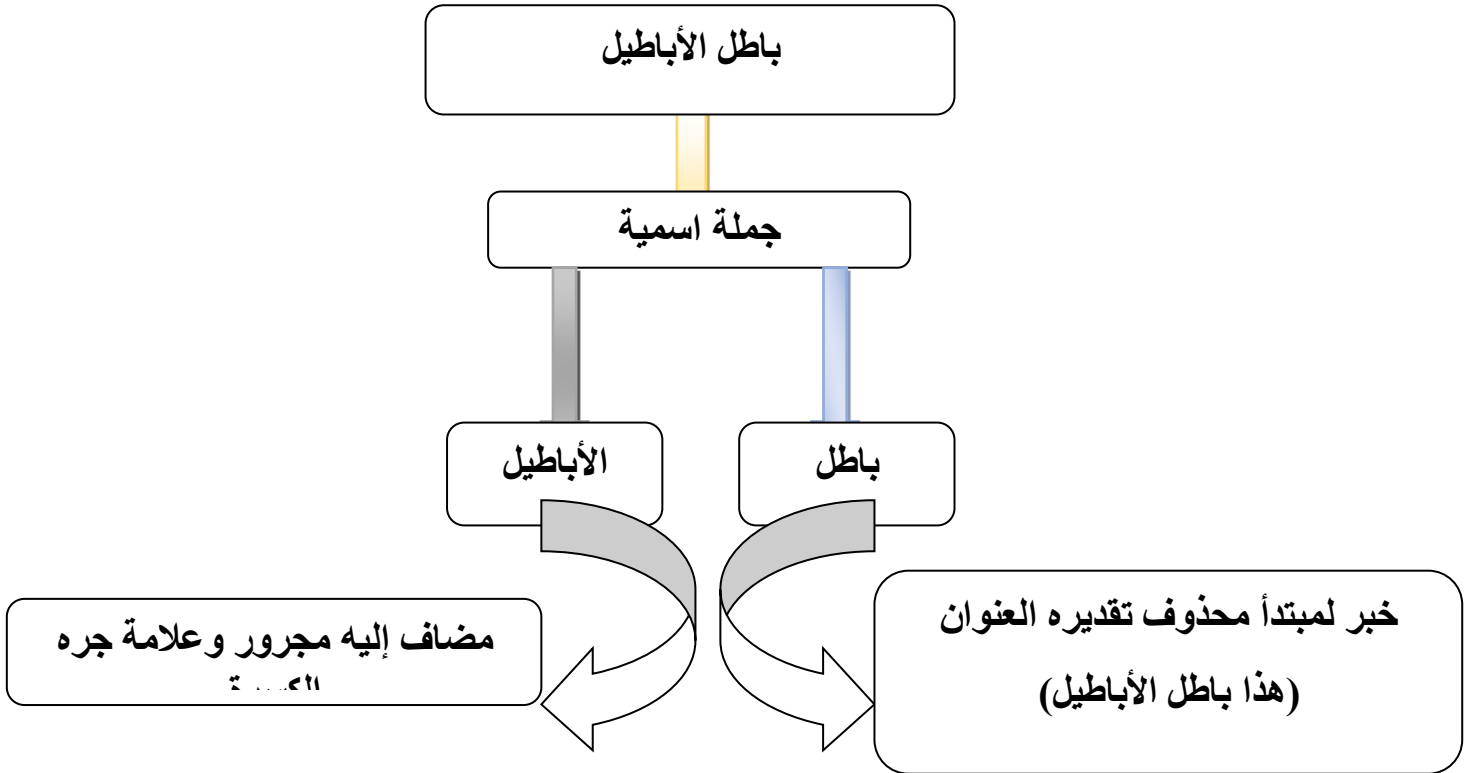 باطل الأباطيل
جملة اسمية
باطل
الأباطيل
خبر لمبتدأ محذوف تقديره العنوان
(هذا باطل الأباطيل)
مضاف إليه مجرور وعلامة جره